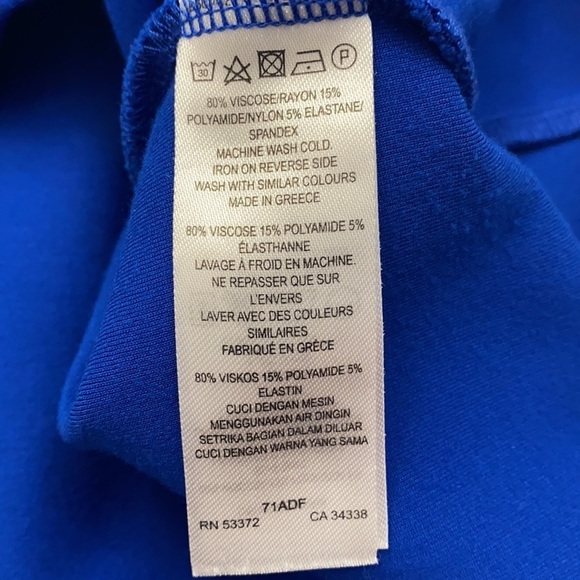 30
P
80% VISCOSE/RAYON 15%
POLYAMIDE/NYLON 5% ELASTANE/
SPANDEX
MACHINE WASH COLD.
IRON ON REVERSE SIDE
WASH WITH SIMILAR COLOURS
MADE IN GREECE
80% VISCOSE 15% POLYAMIDE 5%
ÉLASTHANNE
LAVAGE À FROID EN MACHINE.
NE REPASSER QUE SUR
L'ENVERS
LAVER AVEC DES COULEURS
SIMILAIRES
FABRIQUÉ EN GRÈCE
80% VISKOS 15% POLYAMIDE 5%
ELASTIN
CUCI DENGAN MESIN
MENGGUNAKAN AIR DINGIN
SETRIKA BAGIAN DALAM DILUAR
CUCI DENGAN WARNA YANG SAMA
71ADF
RN 53372 CA 34338